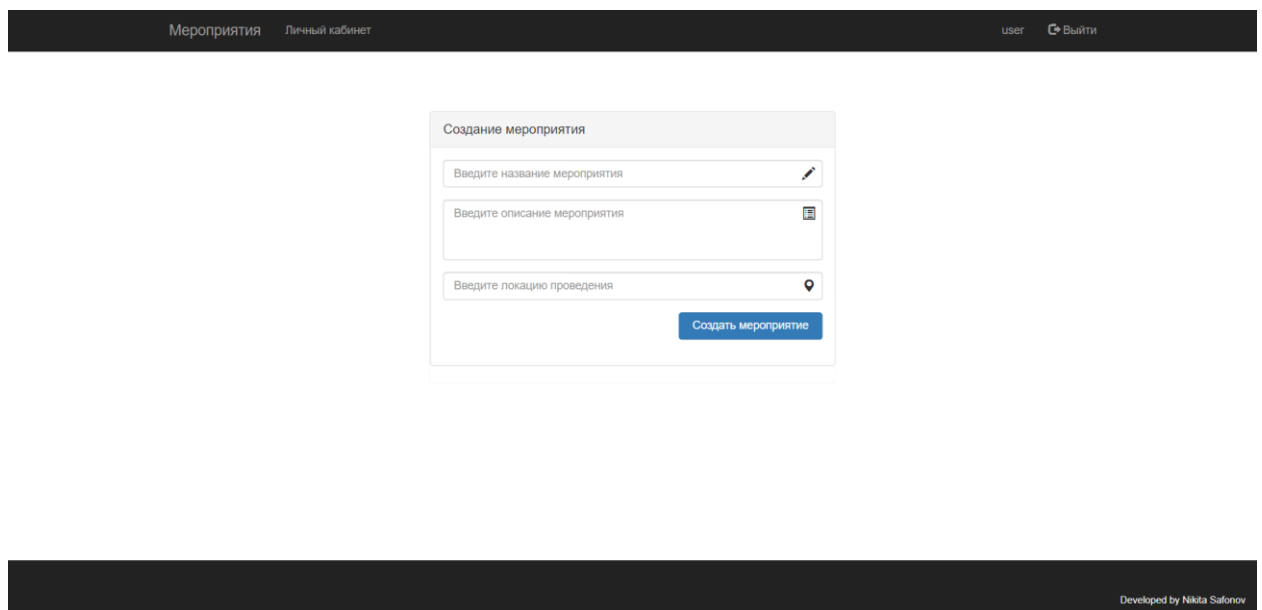 Мероприятия Личный кабинет user Выйти
Создание мероприятия
Введите название мероприятия
Введите описание мероприятия
Введите локацию проведения
Создать мероприятие
Developed by Nikita Safonov